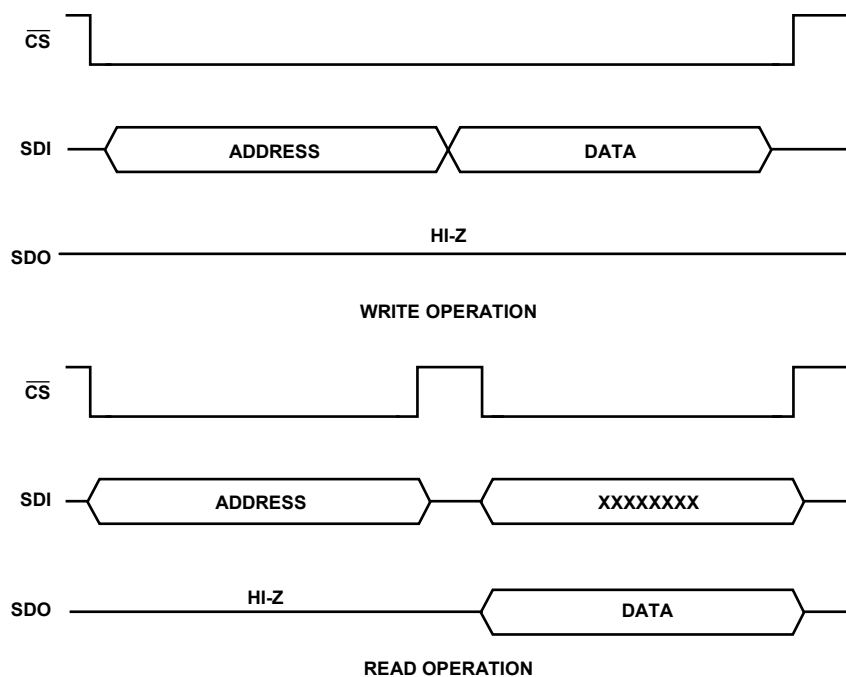 CS
SDI ADDRESS DATA
HI-Z
SDO
WRITE OPERATION
CS
SDI ADDRESS XXXXXXXX
SDO HI-Z DATA
READ OPERATION